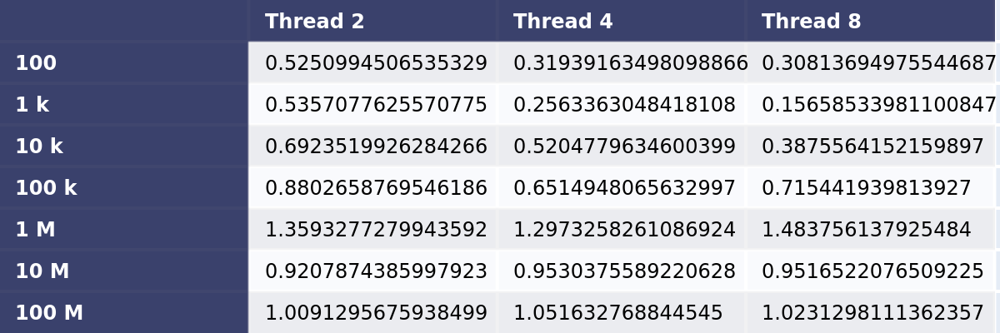 Thread 2 Thread 4 Thread 8
100 0.5250994506535329 0.31939163498098866 0.30813694975544687
1 k 0.5357077625570775 0.2563363048418108 0.15658533981100847
10 k 0.6923519926284266 0.5204779634600399 0.3875564152159897
100 k 0.8802658769546186 0.6514948065632997 0.715441939813927
1 M 1.3593277279943592 1.2973258261086924 1.483756137925484
10 M 0.9207874385997923 0.9530375589220628 0.9516522076509225
100 M 1.0091295675938499 1.051632768844545 1.0231298111362357